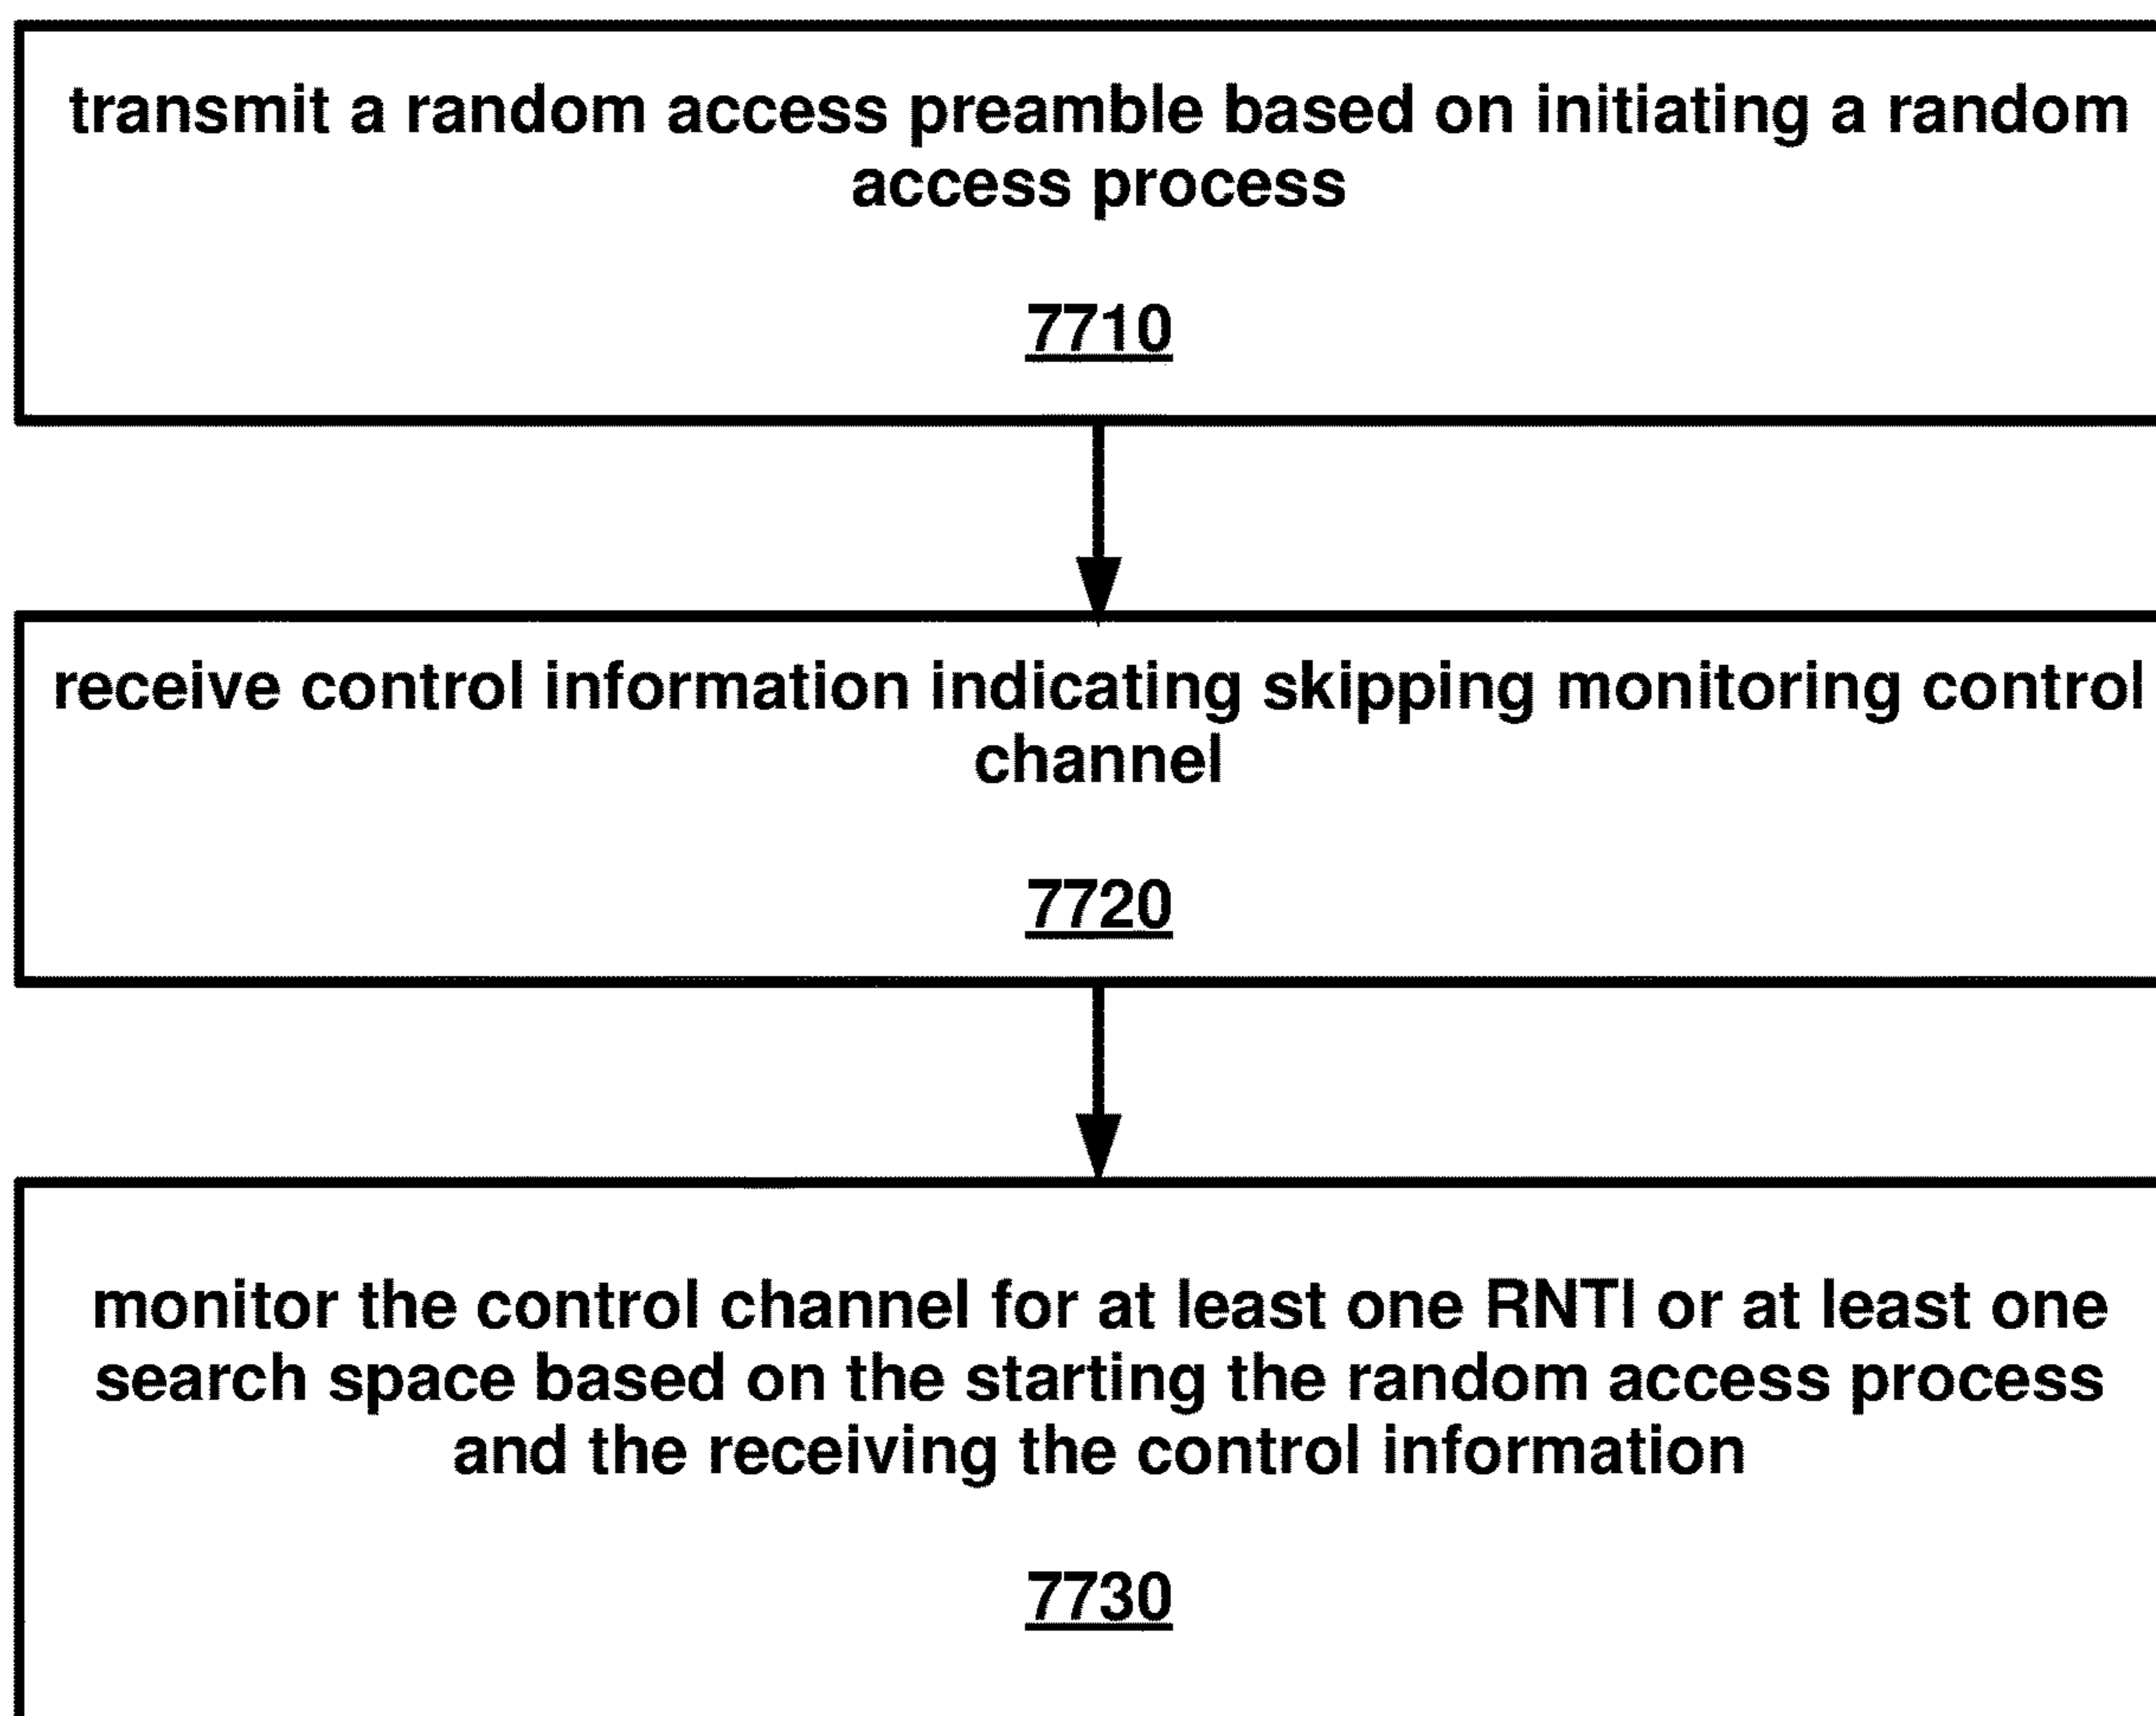 transmit a random access preamble based on initiating a random
access process
7710
receive control information indicating skipping monitoring control
channel
7720
monitor the control channel for at least one RNTI or at least one
search space based on the starting the random access process
and the receiving the control information
7730